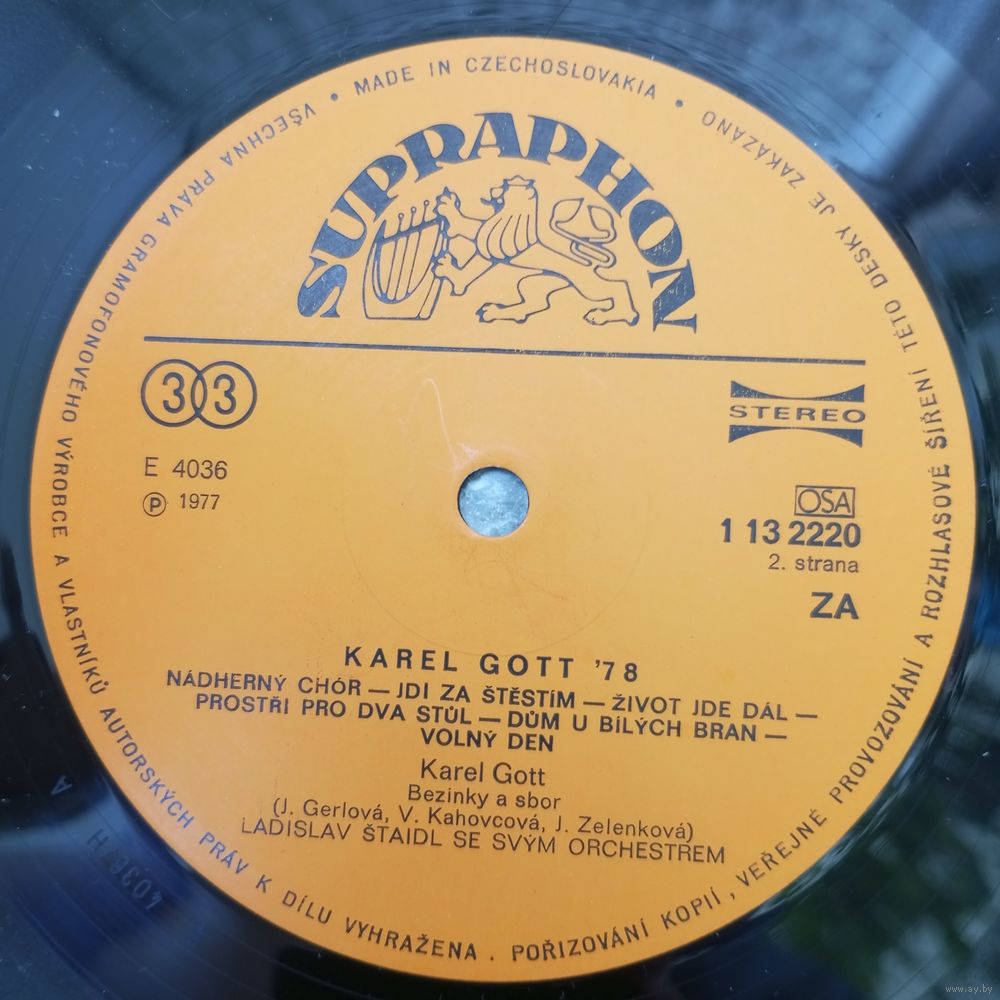 VŠECHNA PRÁVA GRAMOFONOVÉHO VÝROBCE A VLASTNÍKŮ AUTORSKÝCH PRÁV K DÍLU VYHRAŽENA . POŘIZOVÁNÍ KOPIÍ , VEŘEJNÉ PROVOZOVÁNÍ A ROZHLASOVÉ ŠÍŘENÍ TÉTO DESKY JE ZAKÁZÁNO
• MADE IN CZECHOSLOVAKIA •
SUPRAPHON
33
STEREO
E 4036
Ⓟ 1977
OSA
1 13 2220
2. strana
ZA
KAREL GOTT '78
NÁDHERNÝ CHÓR — JDI ZA ŠTĚSTÍM — ŽIVOT JDE DÁL —
PROSTŘI PRO DVA STŮL — DŮM U BÍLÝCH BRAN —
VOLNÝ DEN
Karel Gott
Bezinky a sbor
(J. Gerlová, V. Kahovcová, J. Zelenková)
LADISLAV ŠTAIDL SE SVÝM ORCHESTREM
www.ay.by